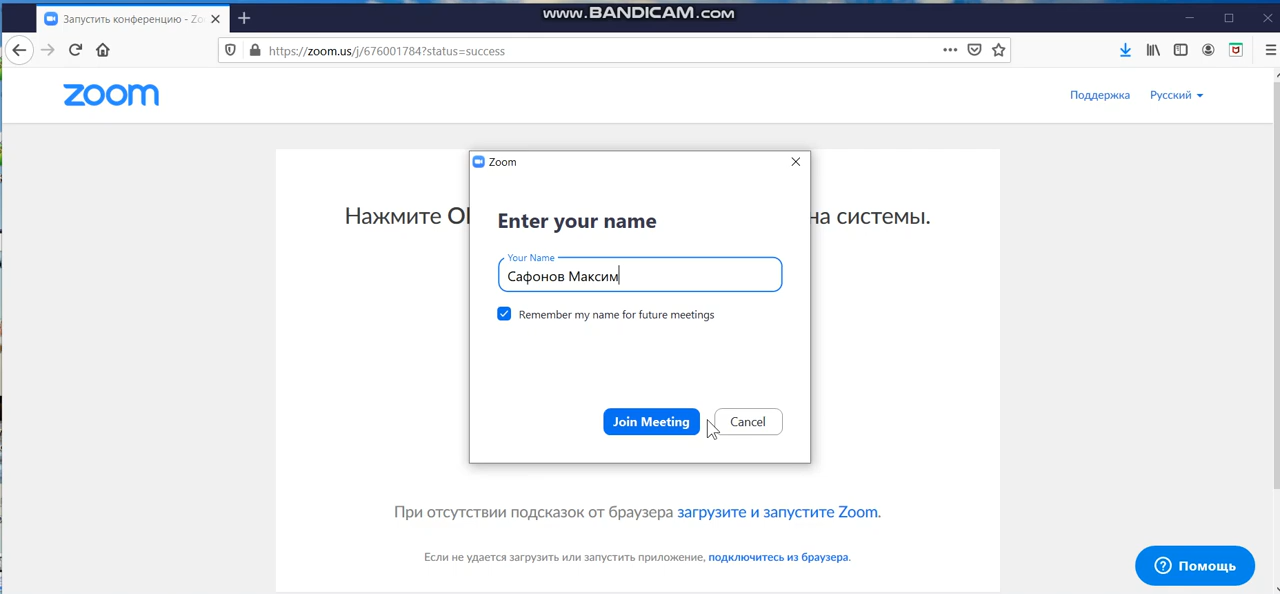 www.BANDICAM.com
Запустить конференцию - Zo
https://zoom.us/j/676001784?status=success
zoom
Поддержка
Русский
Zoom
Нажмите
на системы.
Enter your name
Your Name
Сафонов Максим
Remember my name for future meetings
Join Meeting
Cancel
При отсутствии подсказок от браузера загрузите и запустите Zoom.
Если не удается загрузить или запустить приложение, подключитесь из браузера.
Помощь